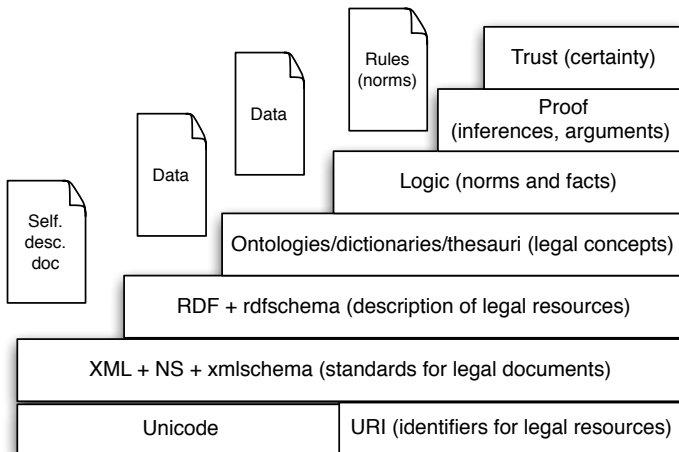 Rules
(norms)
Trust (certainty)
Data
Proof
(inferences, arguments)
Data
Logic (norms and facts)
Self.
desc.
doc
Ontologies/dictionaries/thesauri (legal concepts)
RDF + rdfschema (description of legal resources)
XML + NS + xmlschema (standards for legal documents)
Unicode
URI (identifiers for legal resources)